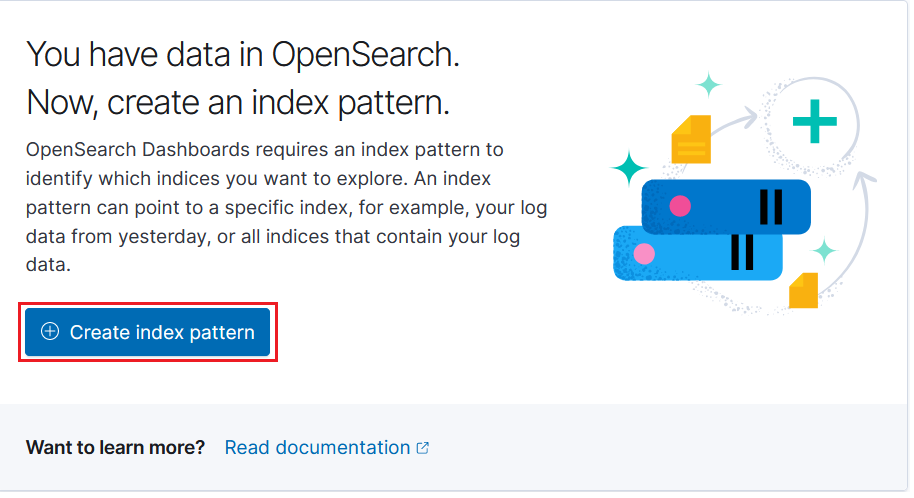 You have data in OpenSearch.
Now, create an index pattern.
OpenSearch Dashboards requires an index pattern to
identify which indices you want to explore. An index
pattern can point to a specific index, for example, your log
data from yesterday, or all indices that contain your log
data.
Create index pattern
Want to learn more? Read documentation